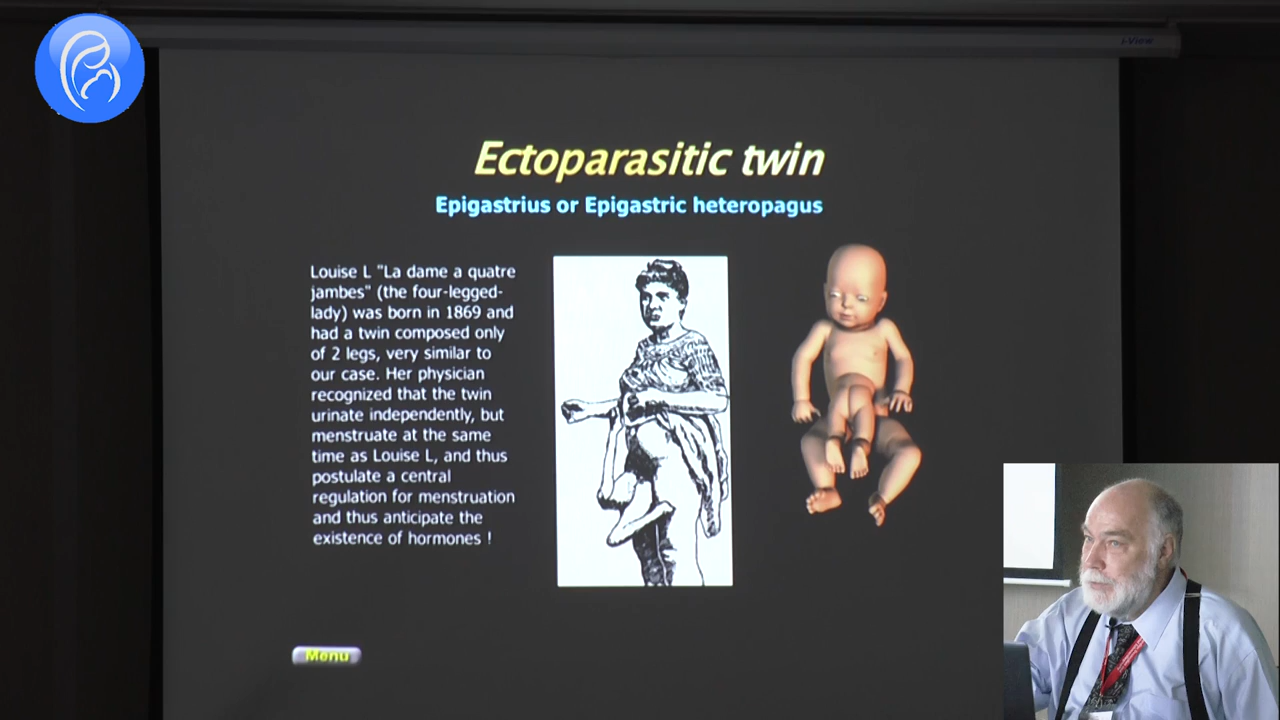 i-View
Ectoparasitic twin
Epigastrius or Epigastric heteropagus
Louise L "La dame a quatre
jambes" (the four-legged-
lady) was born in 1869 and
had a twin composed only
of 2 legs, very similar to
our case. Her physician
recognized that the twin
urinate independently, but
menstruate at the same
time as Louise L, and thus
postulate a central
regulation for menstruation
and thus anticipate the
existence of hormones !
Menu